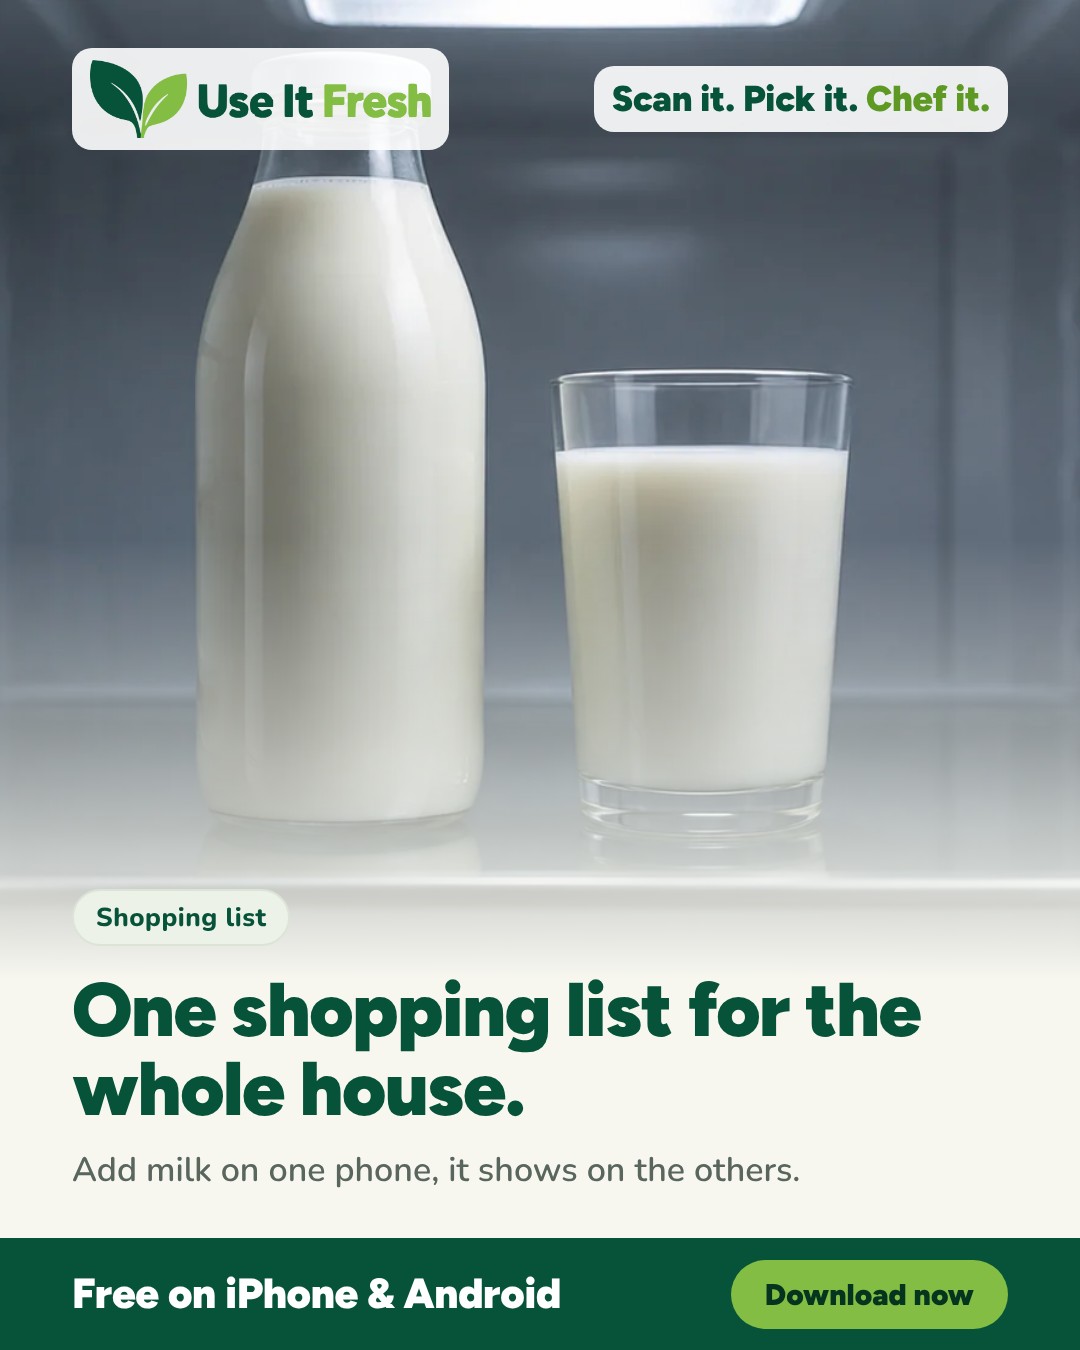 Use It Fresh
Scan it. Pick it. Chef it.
Shopping list
One shopping list for the
whole house.
Add milk on one phone, it shows on the others.
Free on iPhone & Android
Download now